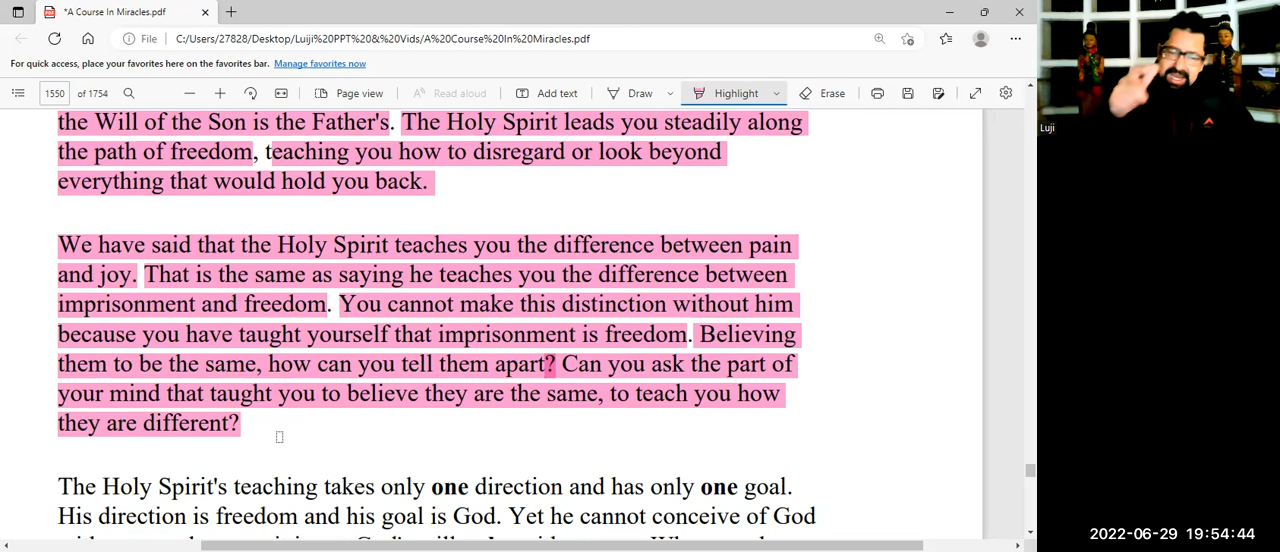 *A Course In Miracles.pdf
File
C:/Users/27828/Desktop/Luiji%20PPT%20&%20Vids/A%20Course%20In%20Miracles.pdf
For quick access, place your favorites here on the favorites bar. Manage favorites now
1550 of 1754
Page view
Read aloud
Add text
Draw
Highlight
Erase
the Will of the Son is the Father's. The Holy Spirit leads you steadily along
the path of freedom, teaching you how to disregard or look beyond
everything that would hold you back.
We have said that the Holy Spirit teaches you the difference between pain
and joy. That is the same as saying he teaches you the difference between
imprisonment and freedom. You cannot make this distinction without him
because you have taught yourself that imprisonment is freedom. Believing
them to be the same, how can you tell them apart? Can you ask the part of
your mind that taught you to believe they are the same, to teach you how
they are different?
The Holy Spirit's teaching takes only one direction and has only one goal.
His direction is freedom and his goal is God. Yet he cannot conceive of God
Luji
2022-06-29 19:54:44